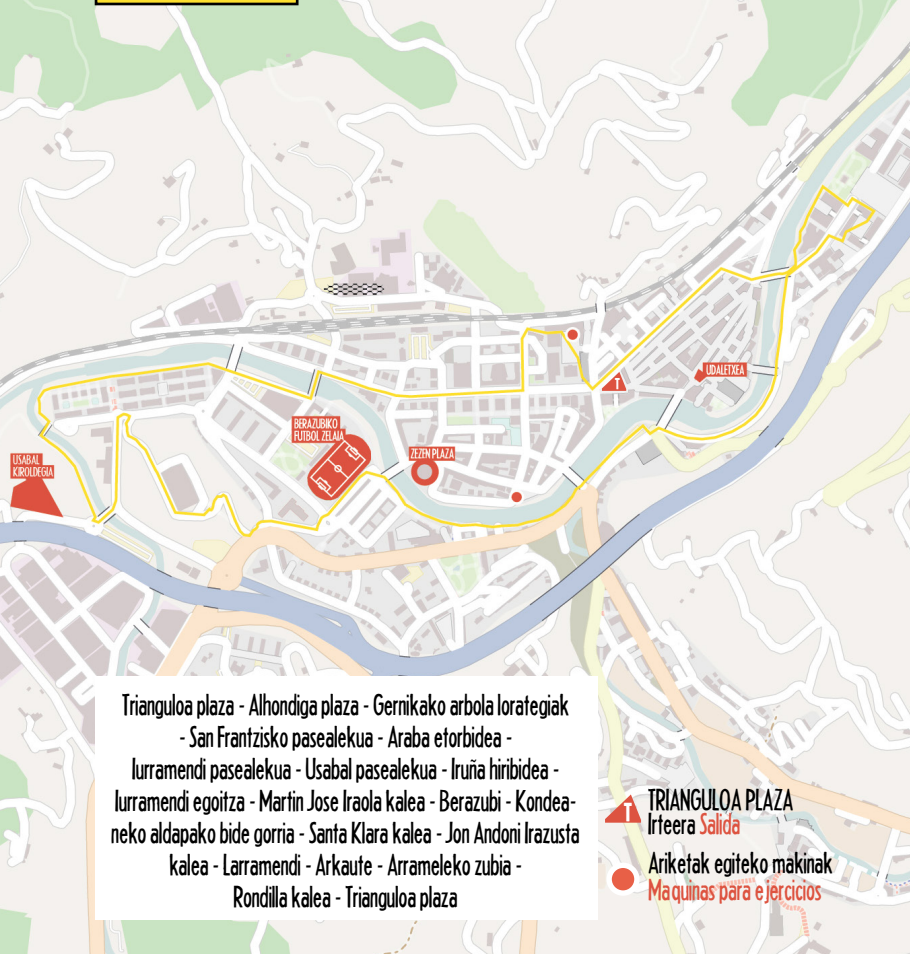 UDALETXEA
BERAZUBIKO
FUTBOL ZELAIA
ZEZEN PLAZA
USABAL
KIROLDEGIA
T
Trianguloa plaza - Alhondiga plaza - Gernikako arbola lorategiak
- San Frantzisko pasealekua - Araba etorbidea -
Iurramendi pasealekua - Usabal pasealekua - Iruña hiribidea -
Iurramendi egoitza - Martin Jose Iraola kalea - Berazubi - Kondea-
neko aldapako bide gorria - Santa Klara kalea - Jon Andoni Irazusta
kalea - Larramendi - Arkaute - Arrameleko zubia -
Rondilla kalea - Trianguloa plaza
T
TRIANGULOA PLAZA
Irteera Salida
Ariketak egiteko makinak
Maquinas para ejercicios